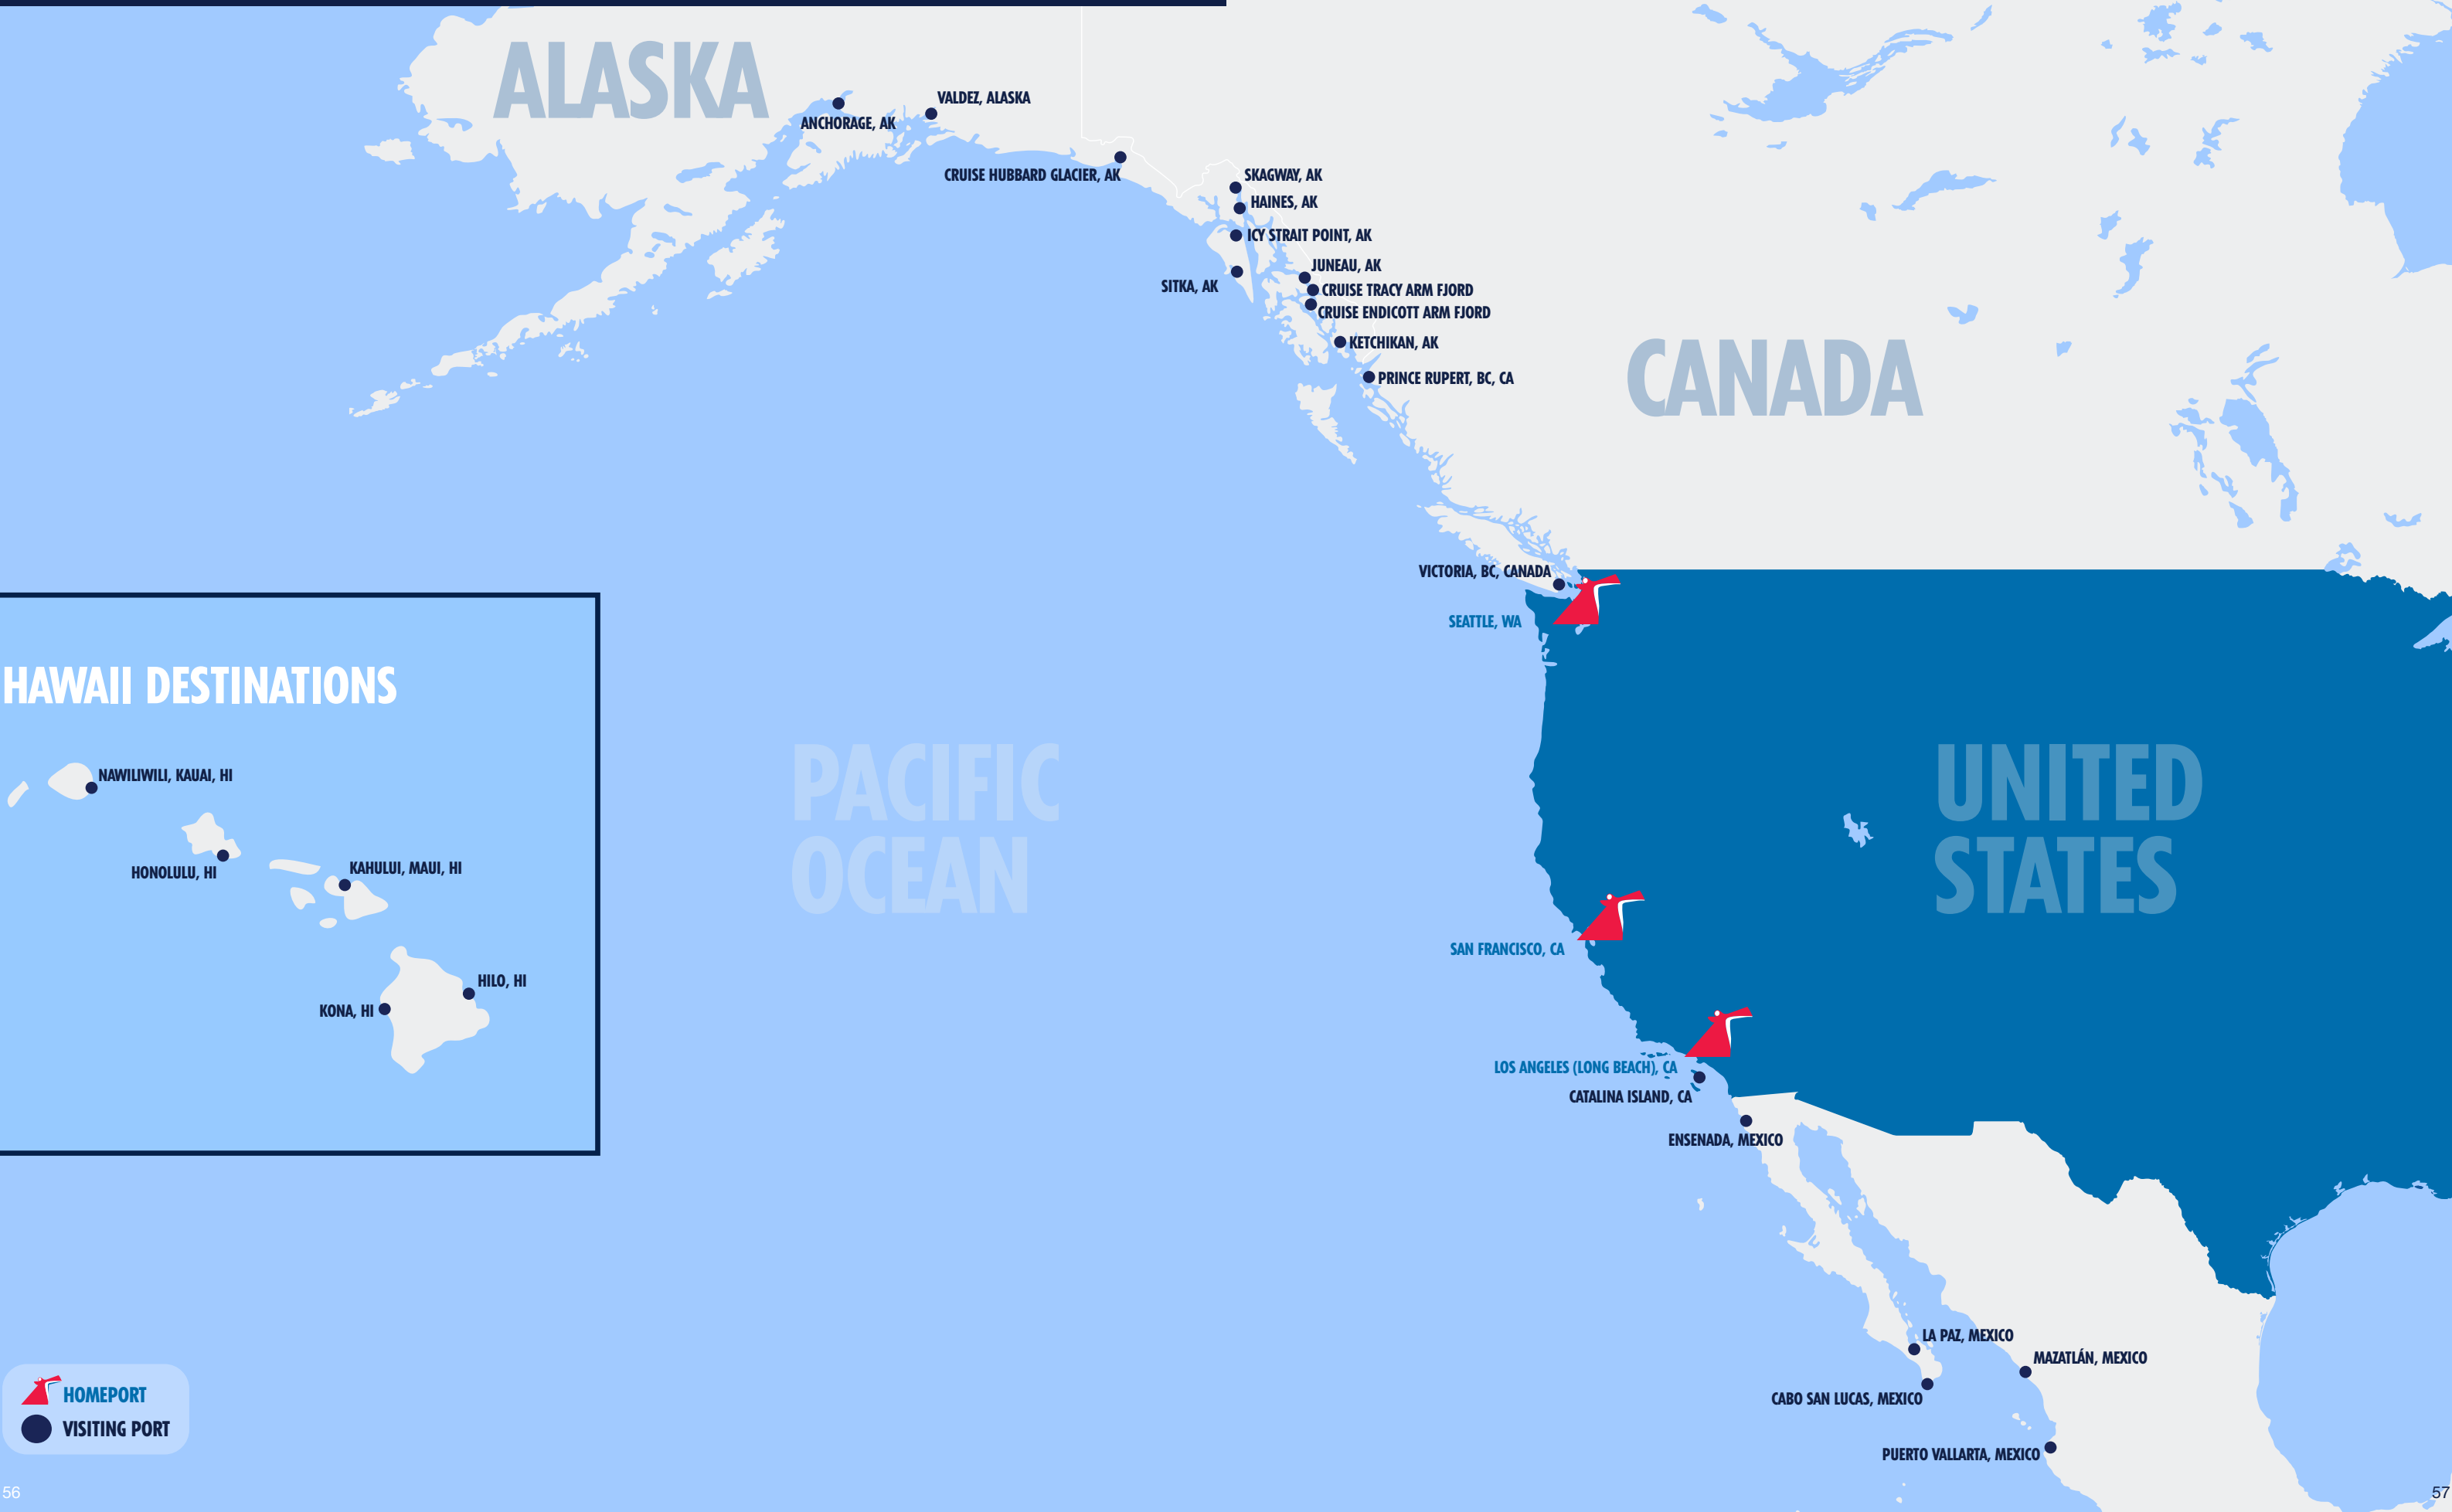 ALASKA
VALDEZ, ALASKA
ANCHORAGE, AK
CRUISE HUBBARD GLACIER, AK
SKAGWAY, AK
HAINES, AK
ICY STRAIT POINT, AK
JUNEAU, AK
SITKA, AK
CRUISE TRACY ARM FJORD
CRUISE ENDICOTT ARM FJORD
KETCHIKAN, AK
PRINCE RUPERT, BC, CA
CANADA
VICTORIA, BC, CANADA
SEATTLE, WA
HAWAII DESTINATIONS
NAWILIWILI, KAUAI, HI
HONOLULU, HI
KAHULUI, MAUI, HI
HILO, HI
KONA, HI
PACIFIC
OCEAN
UNITED
STATES
SAN FRANCISCO, CA
LOS ANGELES (LONG BEACH), CA
CATALINA ISLAND, CA
ENSENADA, MEXICO
LA PAZ, MEXICO
MAZATLÁN, MEXICO
CABO SAN LUCAS, MEXICO
PUERTO VALLARTA, MEXICO
HOMEPORT
VISITING PORT
56
57